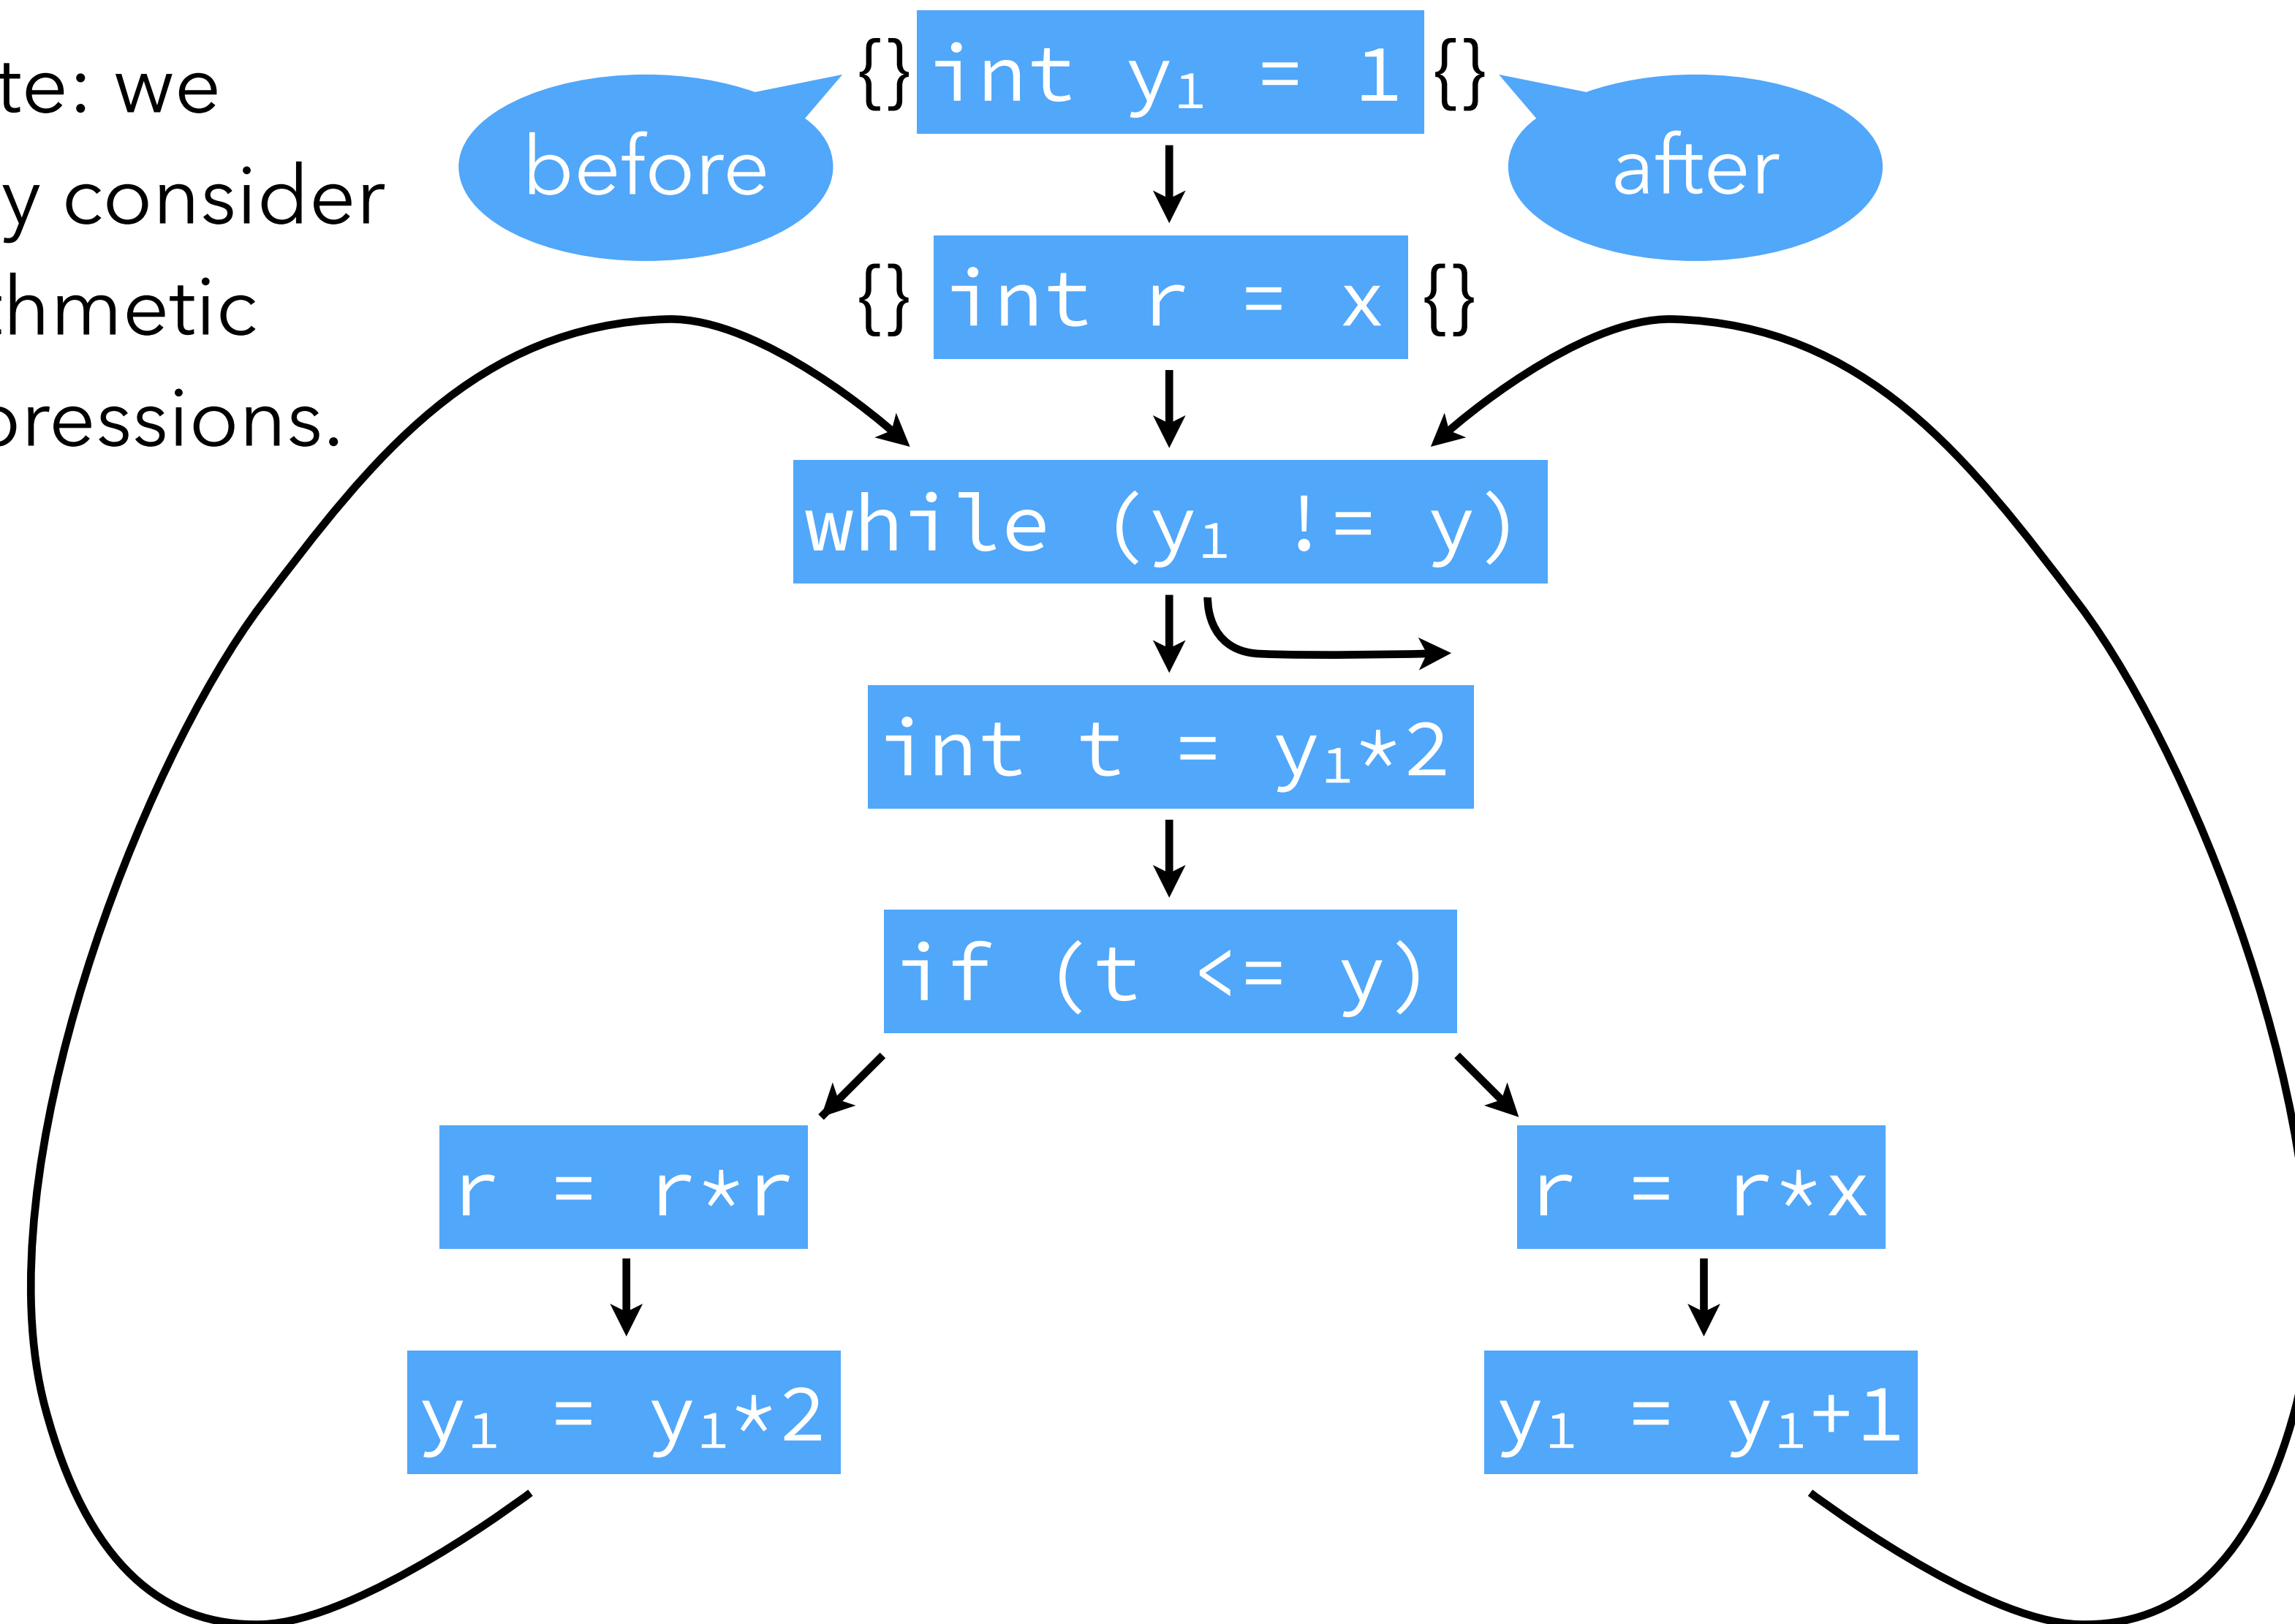 te: we
y consider
hmetic
ressions.
before
{} int y₁ = 1 {}
after
{} int r = x {}
while (y₁ != y)
int t = y₁*2
if (t <= y)
r = r*r
r = r*x
y₁ = y₁*2
y₁ = y₁+1